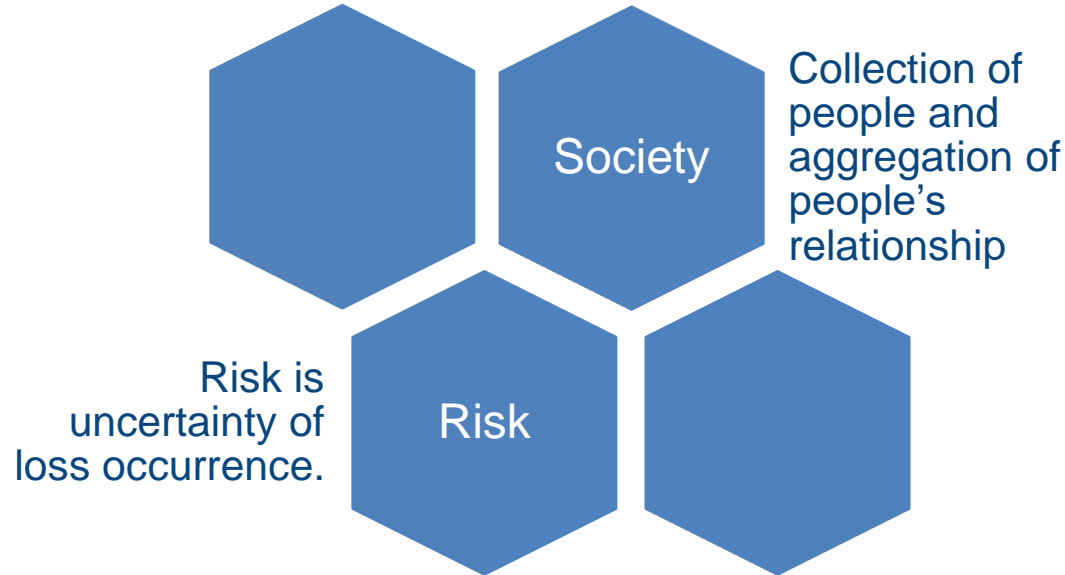 Society
Collection of
people and
aggregation of
people’s
relationship
Risk is
uncertainty of
loss occurrence.
Risk